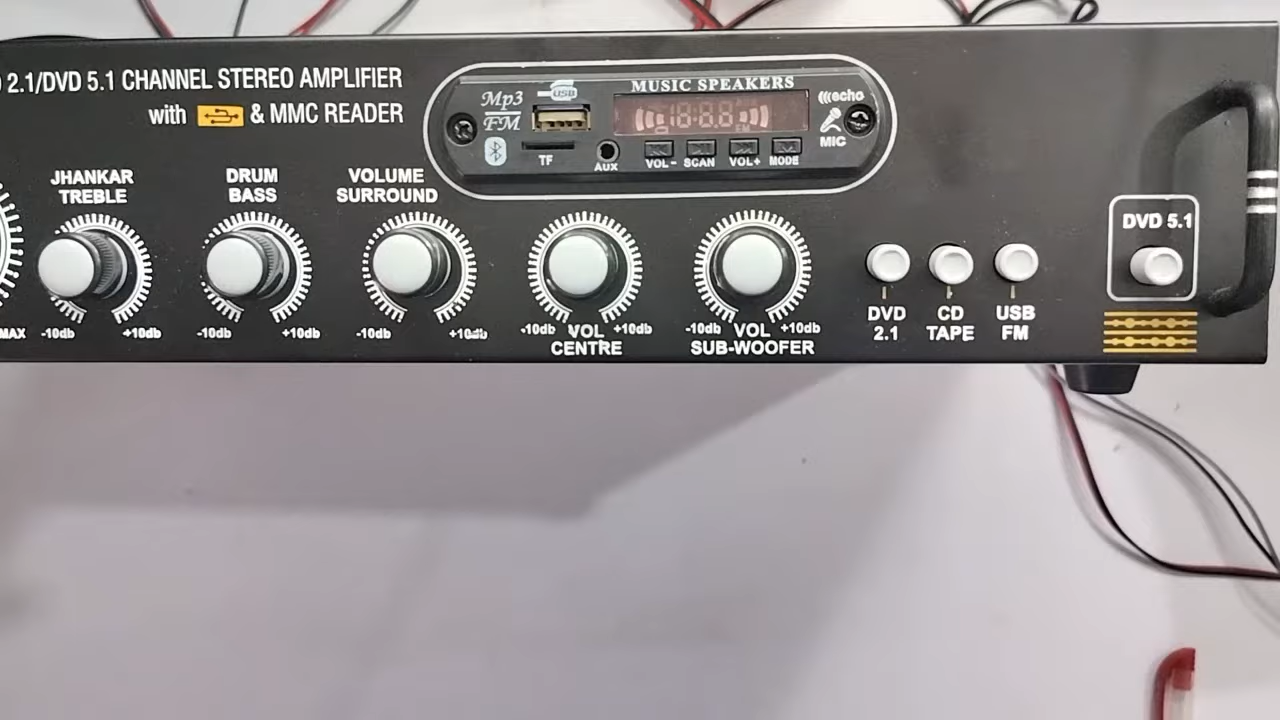 2.1/DVD 5.1 CHANNEL STEREO AMPLIFIER
with & MMC READER
MUSIC SPEAKERS
Mp3
FM
USB
echo
MIC
TF
AUX
VOL-
SCAN
VOL+
MODE
JHANKAR
TREBLE
DRUM
BASS
VOLUME
SURROUND
DVD 5.1
MAX
-10db
+10db
-10db
+10db
-10db
+10db
-10db
+10db
VOL
CENTRE
-10db
+10db
VOL
SUB-WOOFER
DVD
2.1
CD
TAPE
USB
FM